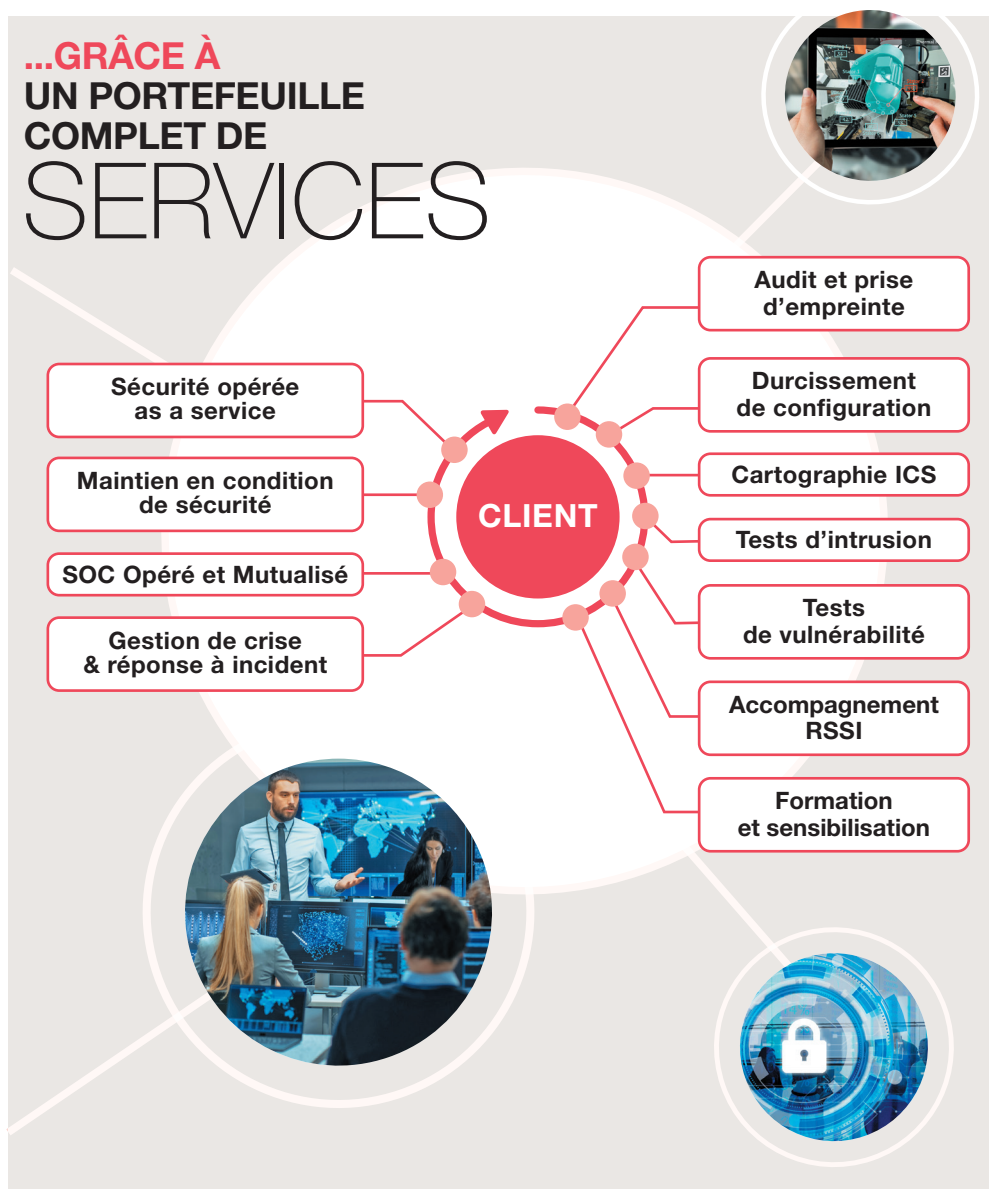 ...GRÂCE À
UN PORTEFEUILLE
COMPLET DE
SERVICES
Audit et prise
d'empreinte
Durcissement
de configuration
Cartographie ICS
Tests d'intrusion
Tests
de vulnérabilité
Accompagnement
RSSI
Formation
et sensibilisation
Sécurité opérée
as a service
Maintien en condition
de sécurité
SOC Opéré et Mutualisé
Gestion de crise
& réponse à incident
CLIENT